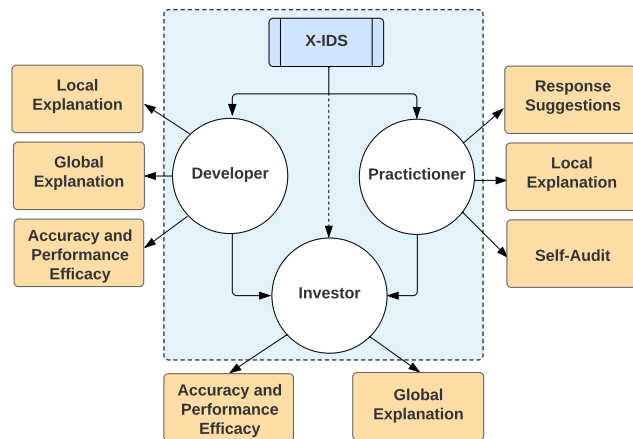 X-IDS
Local
Explanation
Global
Explanation
Accuracy and
Performance
Efficacy
Developer
Practictioner
Response
Suggestions
Local
Explanation
Self-Audit
Investor
Accuracy and
Performance
Efficacy
Global
Explanation